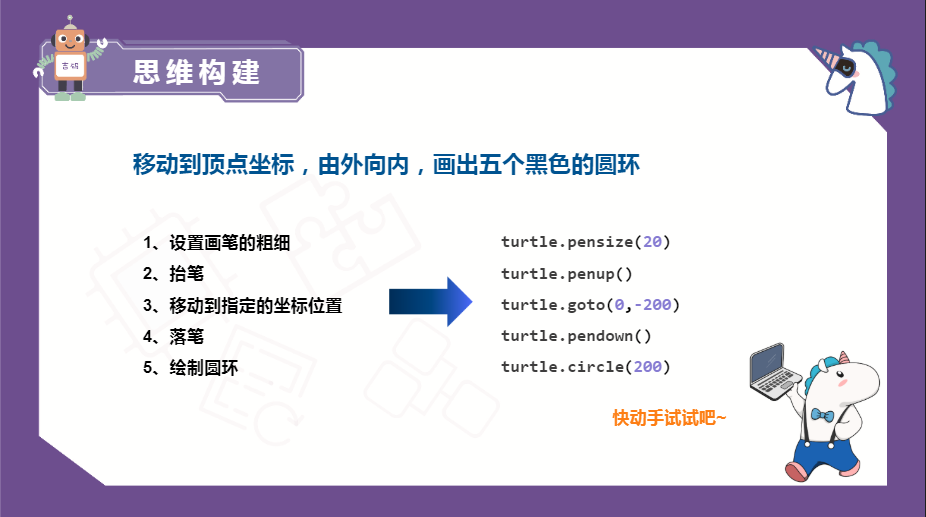 思维构建
移动到顶点坐标，由外向内，画出五个黑色的圆环
1、设置画笔的粗细
2、抬笔
3、移动到指定的坐标位置
4、落笔
5、绘制圆环
turtle.pensize(20)
turtle.penup()
turtle.goto(0,-200)
turtle.pendown()
turtle.circle(200)
快动手试试吧~